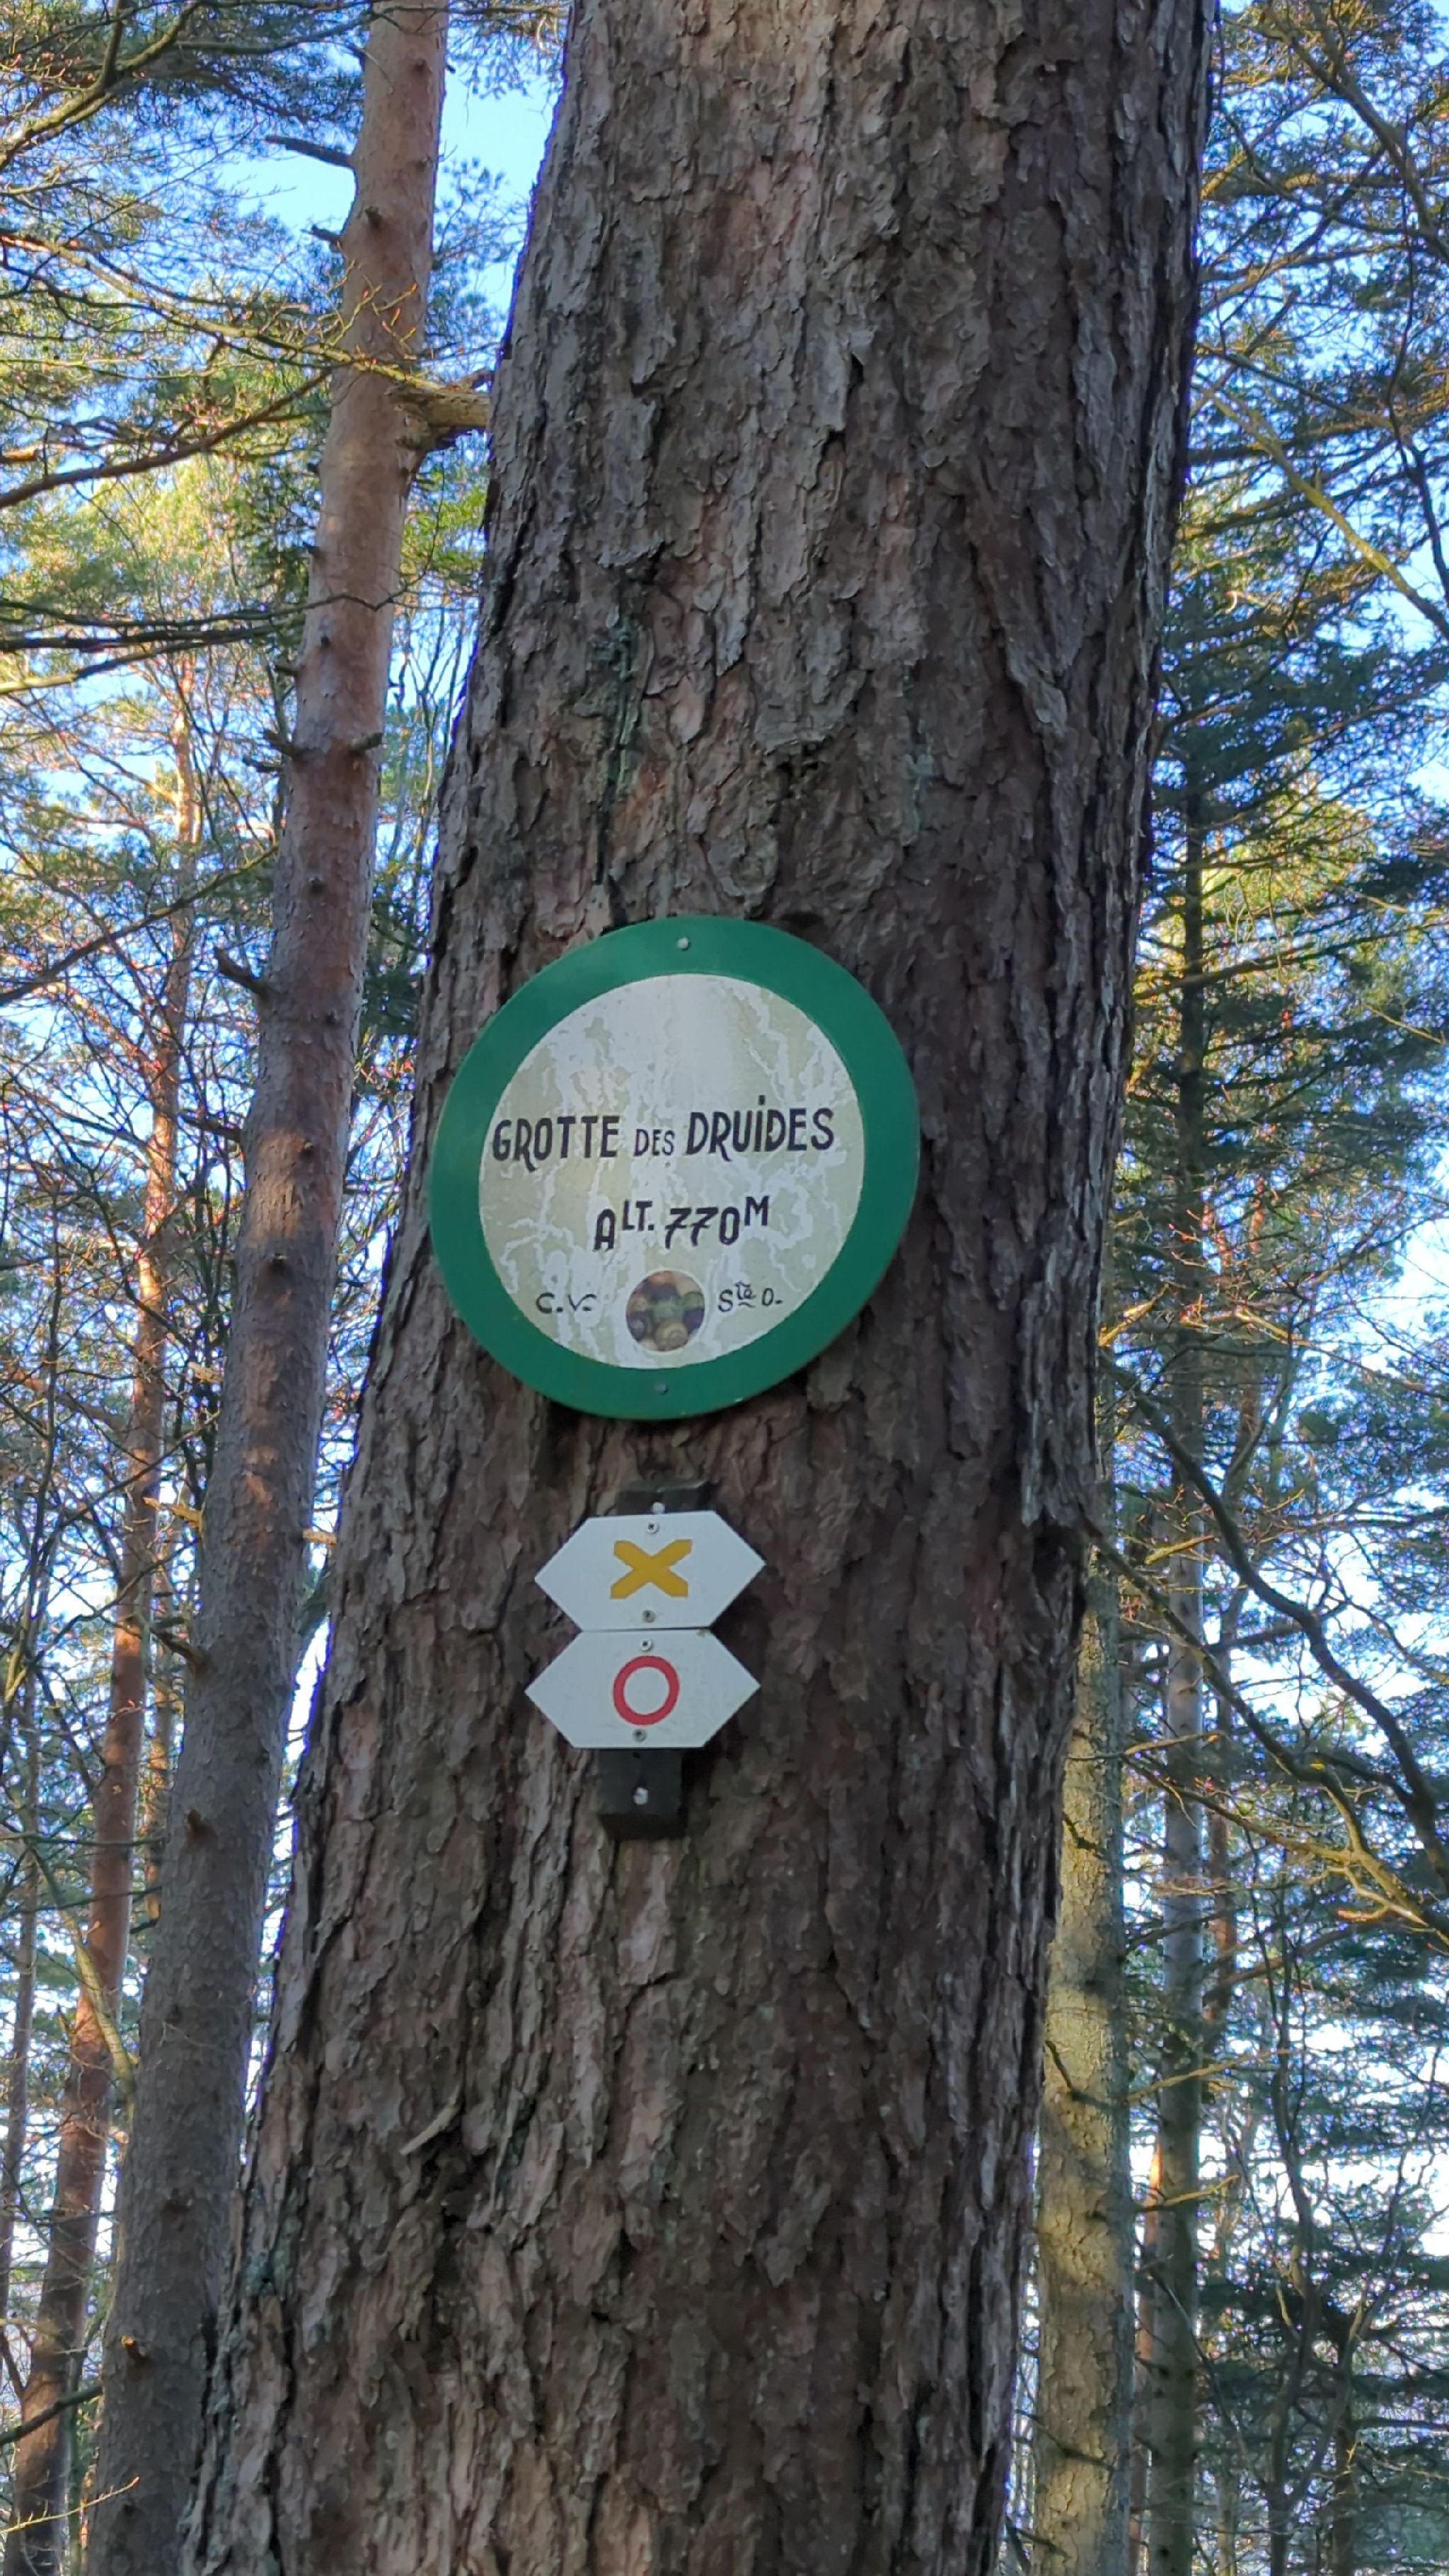 GROTTE DES DRUIDES
ALT. 770M
C.V. Ste O.